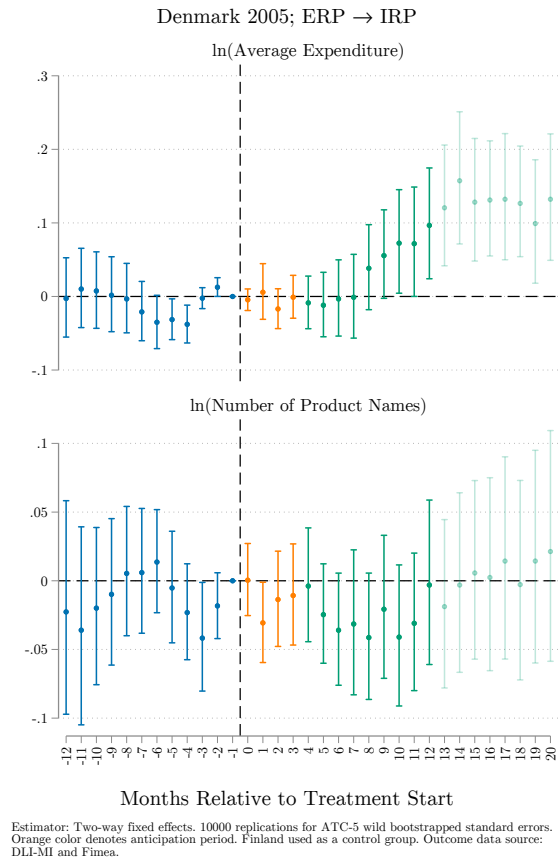 Denmark 2005; ERP → IRP
ln(Average Expenditure)
.3
.2
.1
0
-.1
ln(Number of Product Names)
.1
.05
0
-.05
-.1
-12 -11 -10 -9 -8 -7 -6 -5 -4 -3 -2 -1 0 1 2 3 4 5 6 7 8 9 10 11 12 13 14 15 16 17 18 19 20
Months Relative to Treatment Start
Estimator: Two-way fixed effects. 10000 replications for ATC-5 wild bootstrapped standard errors.
Orange color denotes anticipation period. Finland used as a control group. Outcome data source:
DLI-MI and Fimea.